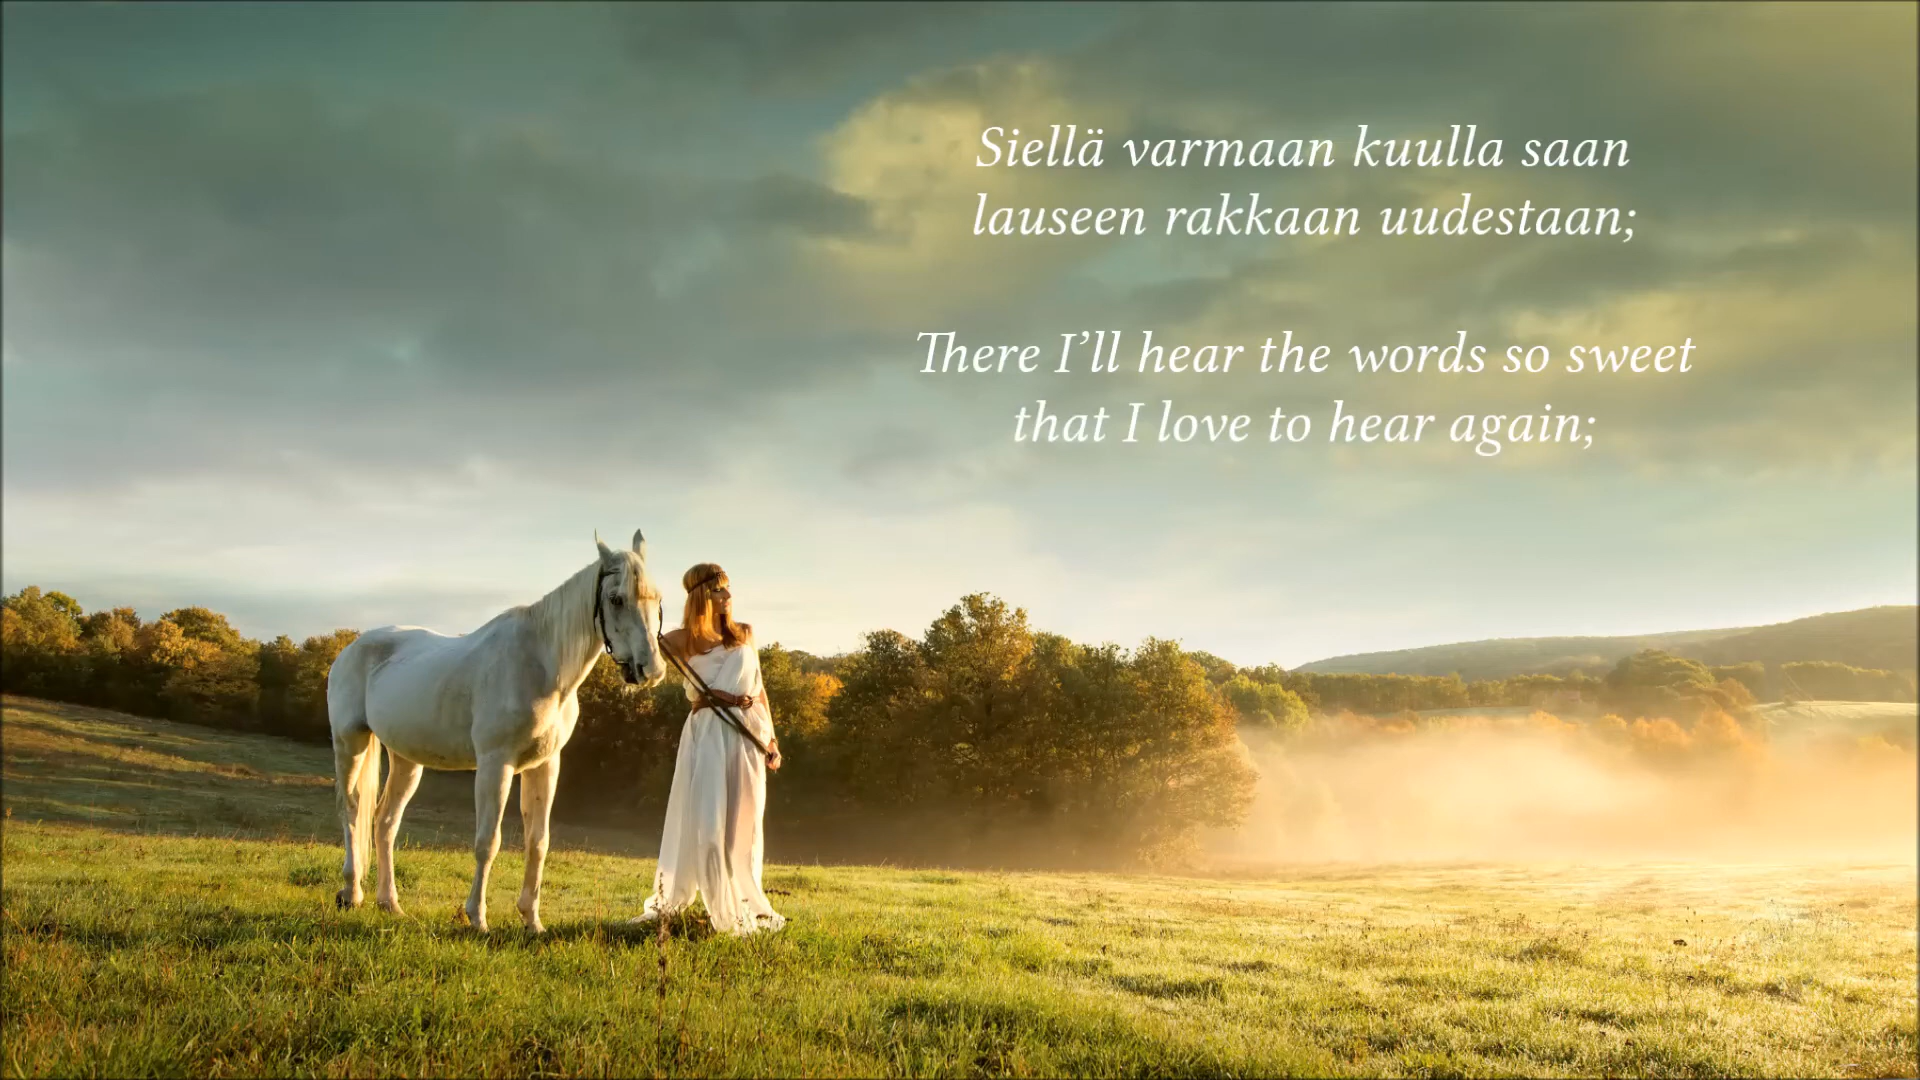 Siellä varmaan kuulla saan
lauseen rakkaan uudestaan;
There I'll hear the words so sweet
that I love to hear again;